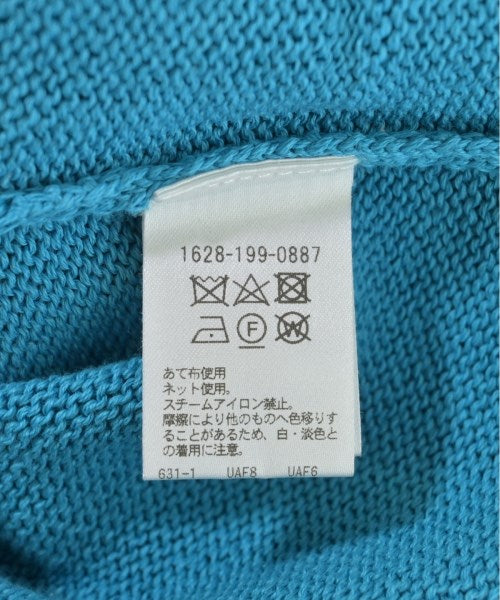 1628-199-0887
F W
あて布使用
ネット使用。
スチームアイロン禁止。
摩擦により他のものへ色移りす
ることがあるため、白・淡色と
の着用に注意。
631-1 UAF8 UAF6